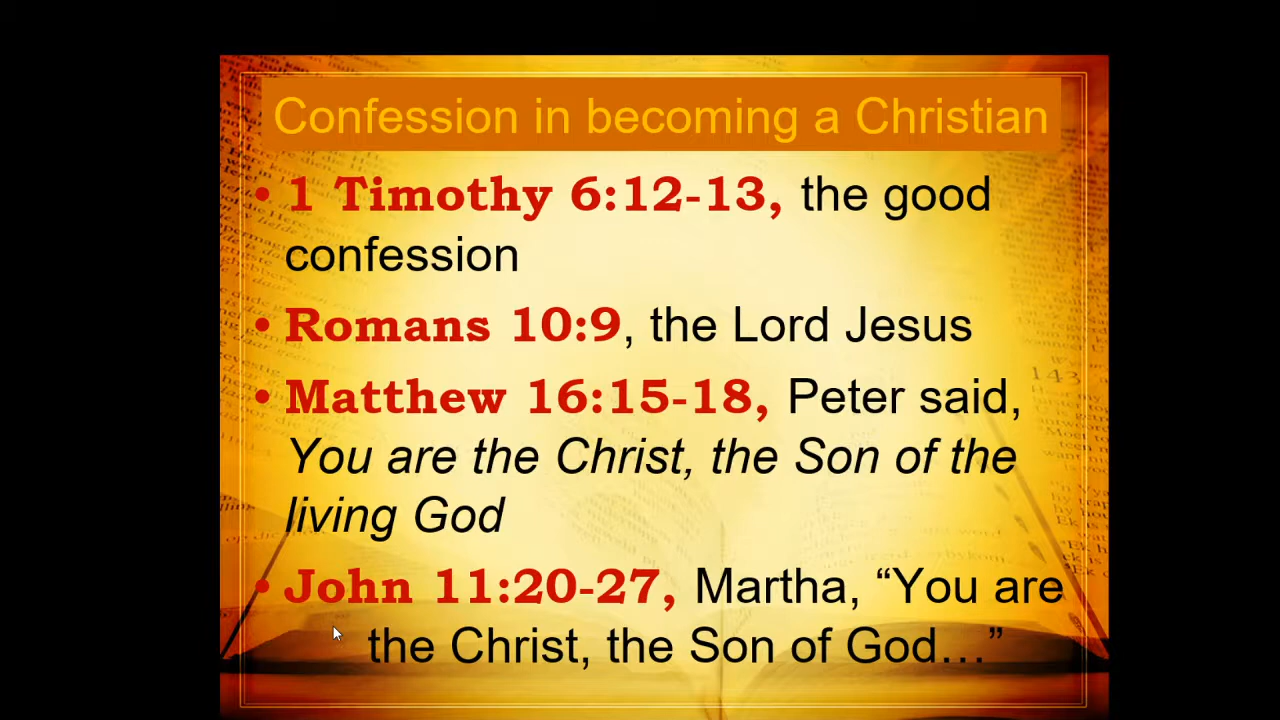 Confession in becoming a Christian
• 1 Timothy 6:12-13, the good
confession
• Romans 10:9, the Lord Jesus
• Matthew 16:15-18, Peter said,
You are the Christ, the Son of the
living God
• John 11:20-27, Martha, “You are
the Christ, the Son of God…”
143